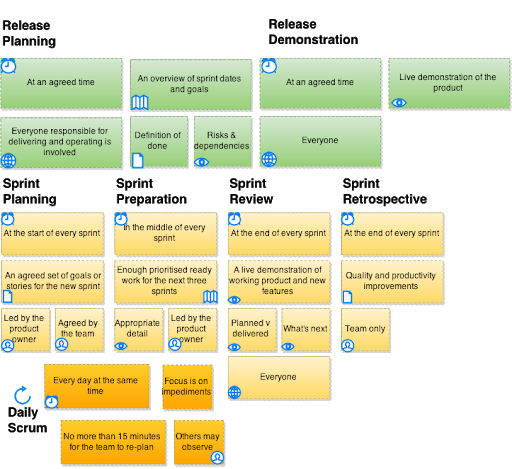 Release
Planning
At an agreed time
An overview of sprint dates
and goals
Everyone responsible for
delivering and operating is
involved
Definition of
done
Risks &
dependencies
Release
Demonstration
At an agreed time
Live demonstration of the
product
Everyone
Sprint
Planning
At the start of every sprint
An agreed set of goals or
stories for the new sprint
Led by the
product
owner
Agreed by
the team
Sprint
Preparation
In the middle of every
sprint
Enough prioritised ready
work for the next three
sprints
Appropriate
detail
Led by the
product
owner
Sprint
Review
At the end of every sprint
A live demonstration of
working product and new
features
Planned v
delivered
What's next
Everyone
Sprint
Retrospective
At the end of every sprint
Quality and productivity
improvements
Team only
Daily
Scrum
Every day at the same
time
Focus is on
impediments
No more than 15 minutes
for the team to re-plan
Others may
observe